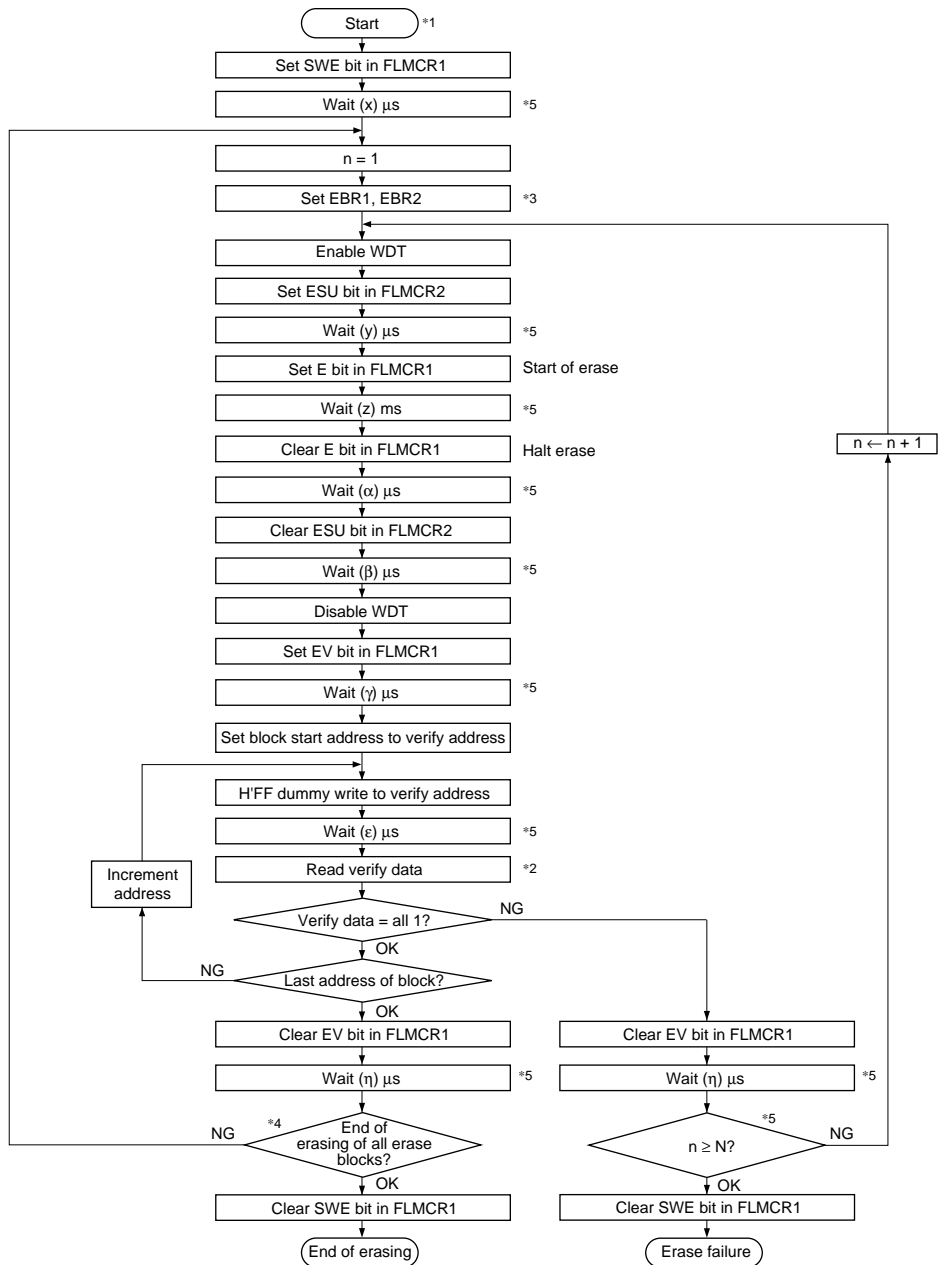 Start *1
Set SWE bit in FLMCR1
Wait (x) µs *5
n = 1
Set EBR1, EBR2 *3
Enable WDT
Set ESU bit in FLMCR2
Wait (y) µs *5
Set E bit in FLMCR1 Start of erase
Wait (z) ms *5
n ← n + 1
Clear E bit in FLMCR1 Halt erase
Wait (α) µs *5
Clear ESU bit in FLMCR2
Wait (β) µs *5
Disable WDT
Set EV bit in FLMCR1
Wait (γ) µs *5
Set block start address to verify address
H'FF dummy write to verify address
Wait (ε) µs *5
Read verify data *2
Increment
address
Verify data = all 1? NG
OK
NG Last address of block?
OK
Clear EV bit in FLMCR1
Wait (η) µs *5
NG *4 End of
erasing of all erase
blocks?
OK
Clear SWE bit in FLMCR1
End of erasing
Clear EV bit in FLMCR1
Wait (η) µs *5
n ≥ N? *5 NG
OK
Clear SWE bit in FLMCR1
Erase failure